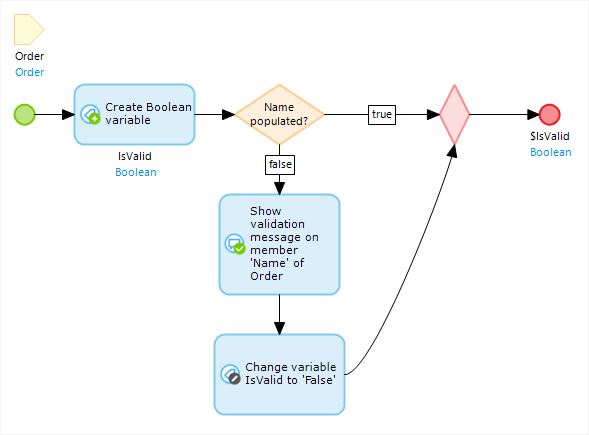 Order
Order
Create Boolean
variable
IsValid
Boolean
Name
populated?
true
$IsValid
Boolean
false
Show
validation
message on
member
'Name' of
Order
Change variable
IsValid to 'False'